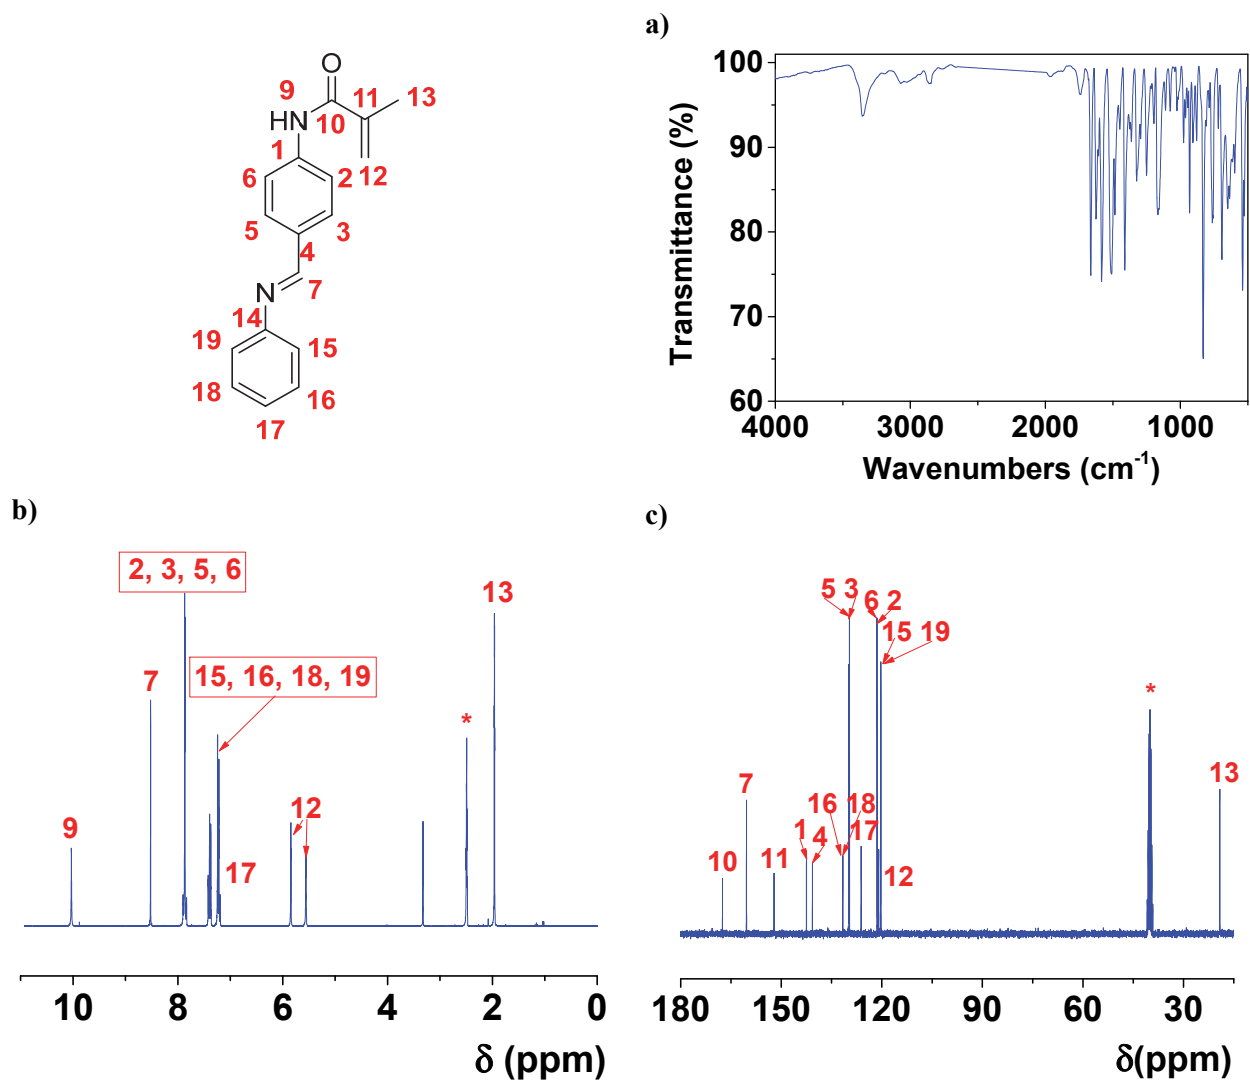 a)
O
9
HN
10
11
13
1
6
2
12
5
3
4
N
7
14
19
15
18
16
17
100
90
80
70
60
Transmittance (%)
4000 3000 2000 1000
Wavenumbers (cm⁻¹)
b)
2, 3, 5, 6
13
7
15, 16, 18, 19
*
9
12
17
10 8 6 4 2 0
δ (ppm)
c)
5 3
6 2
15 19
*
7
13
16 18
1
4
17
10
11
12
180 150 120 90 60 30
δ(ppm)